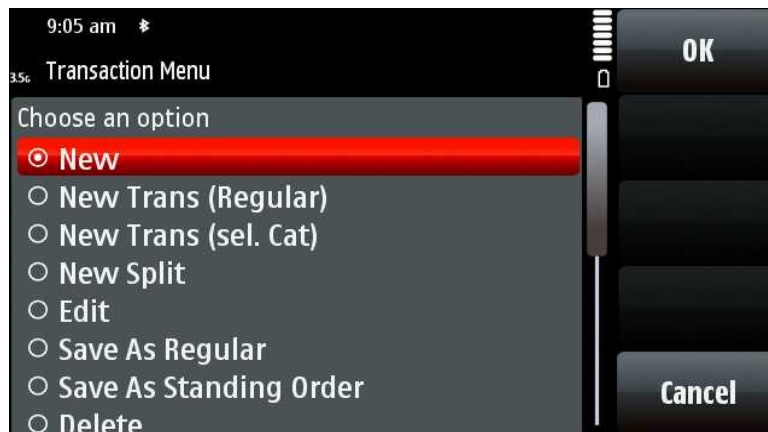 9:05 am
3.5G Transaction Menu
Choose an option
New
New Trans (Regular)
New Trans (sel. Cat)
New Split
Edit
Save As Regular
Save As Standing Order
Delete
OK
Cancel